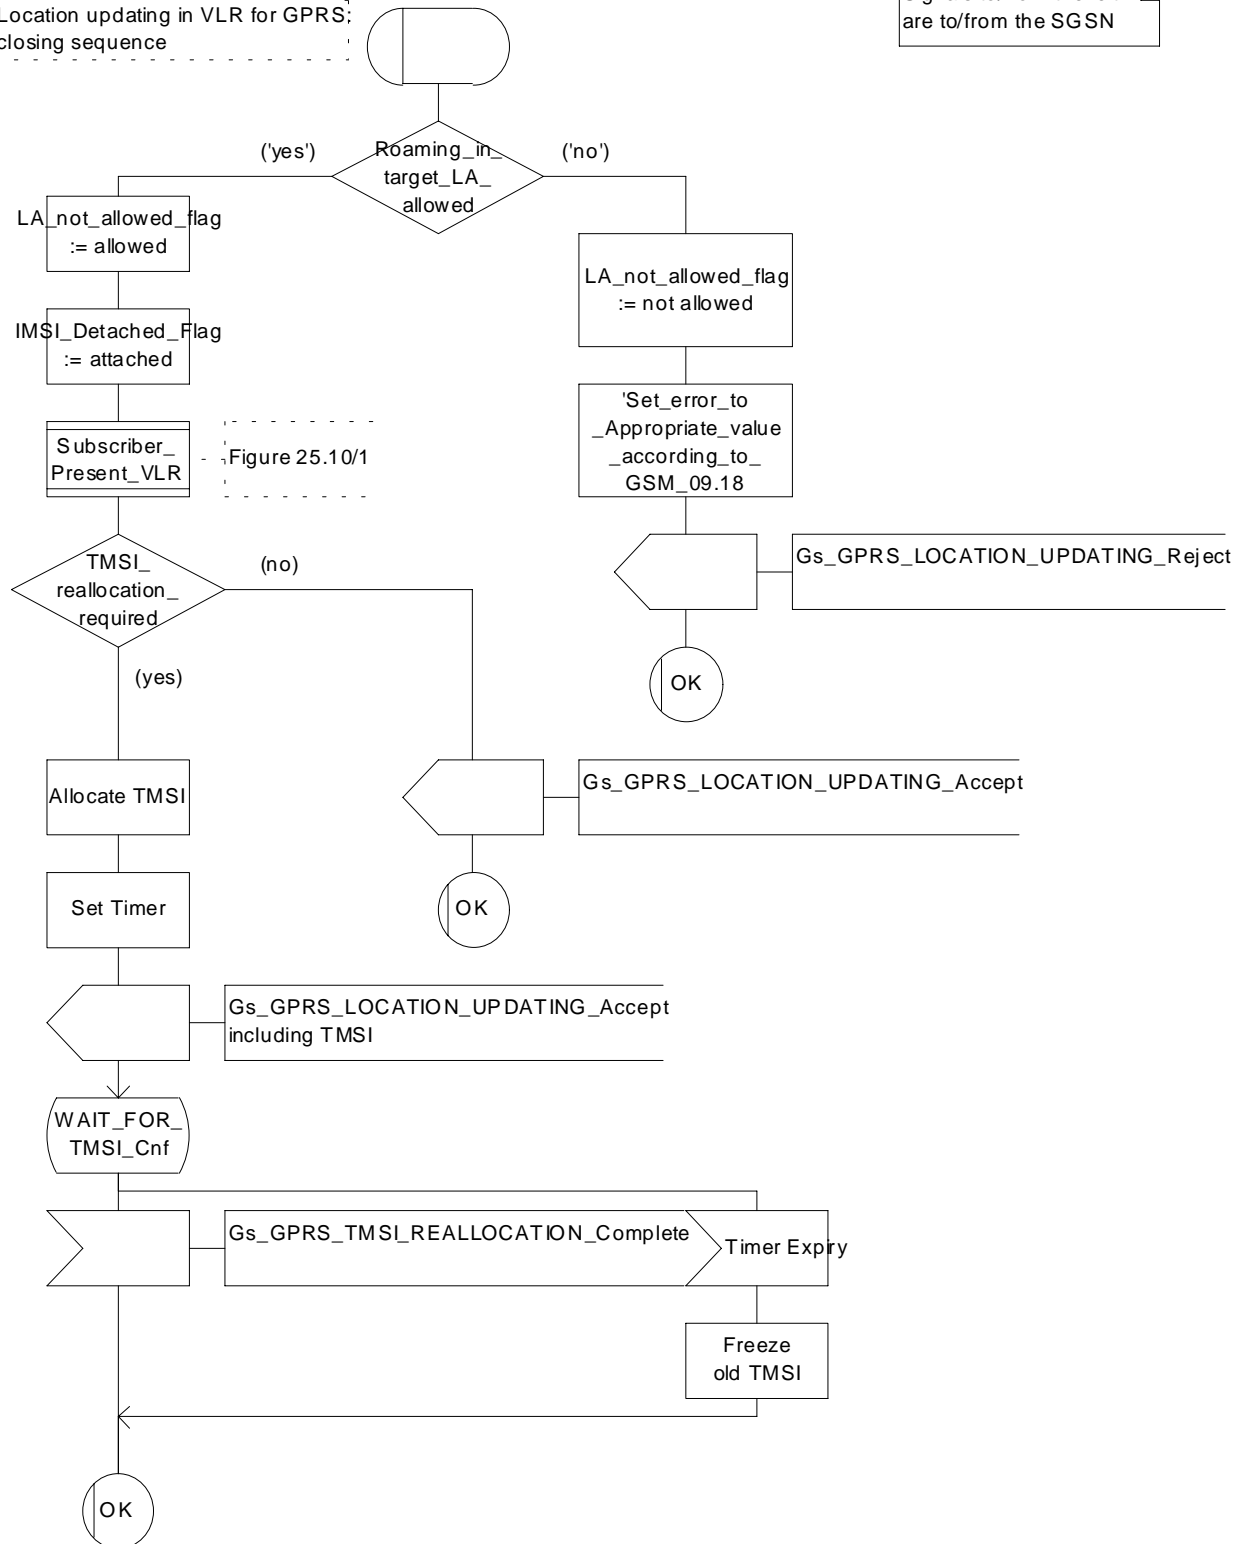 Location updating in VLR for GPRS;
closing sequence
are to/from the SGSN
('yes')
Roaming_in_
target_LA_
allowed
('no')
LA_not_allowed_flag
:= allowed
LA_not_allowed_flag
:= not allowed
IMSI_Detached_Flag
:= attached
'Set_error_to
_Appropriate_value
_according_to_
GSM_09.18
Subscriber_
Present_VLR
Figure 25.10/1
Gs_GPRS_LOCATION_UPDATING_Reject
TMSI_
reallocation_
required
(no)
(yes)
OK
Allocate TMSI
Gs_GPRS_LOCATION_UPDATING_Accept
Set Timer
OK
Gs_GPRS_LOCATION_UPDATING_Accept
including TMSI
WAIT_FOR_
TMSI_Cnf
Gs_GPRS_TMSI_REALLOCATION_Complete
Timer Expiry
Freeze
old TMSI
OK